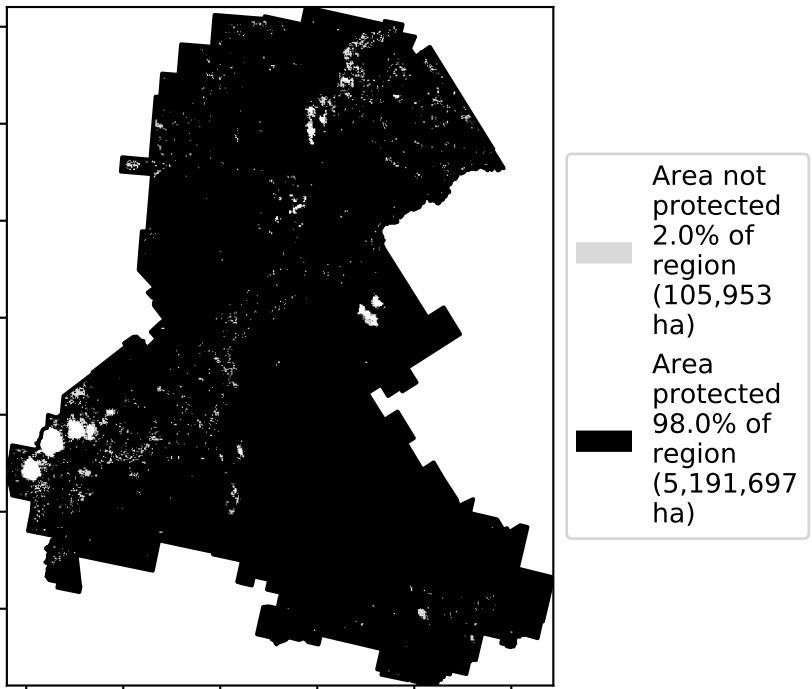 Area not
protected
2.0% of
region
(105,953
ha)
Area
protected
98.0% of
region
(5,191,697
ha)